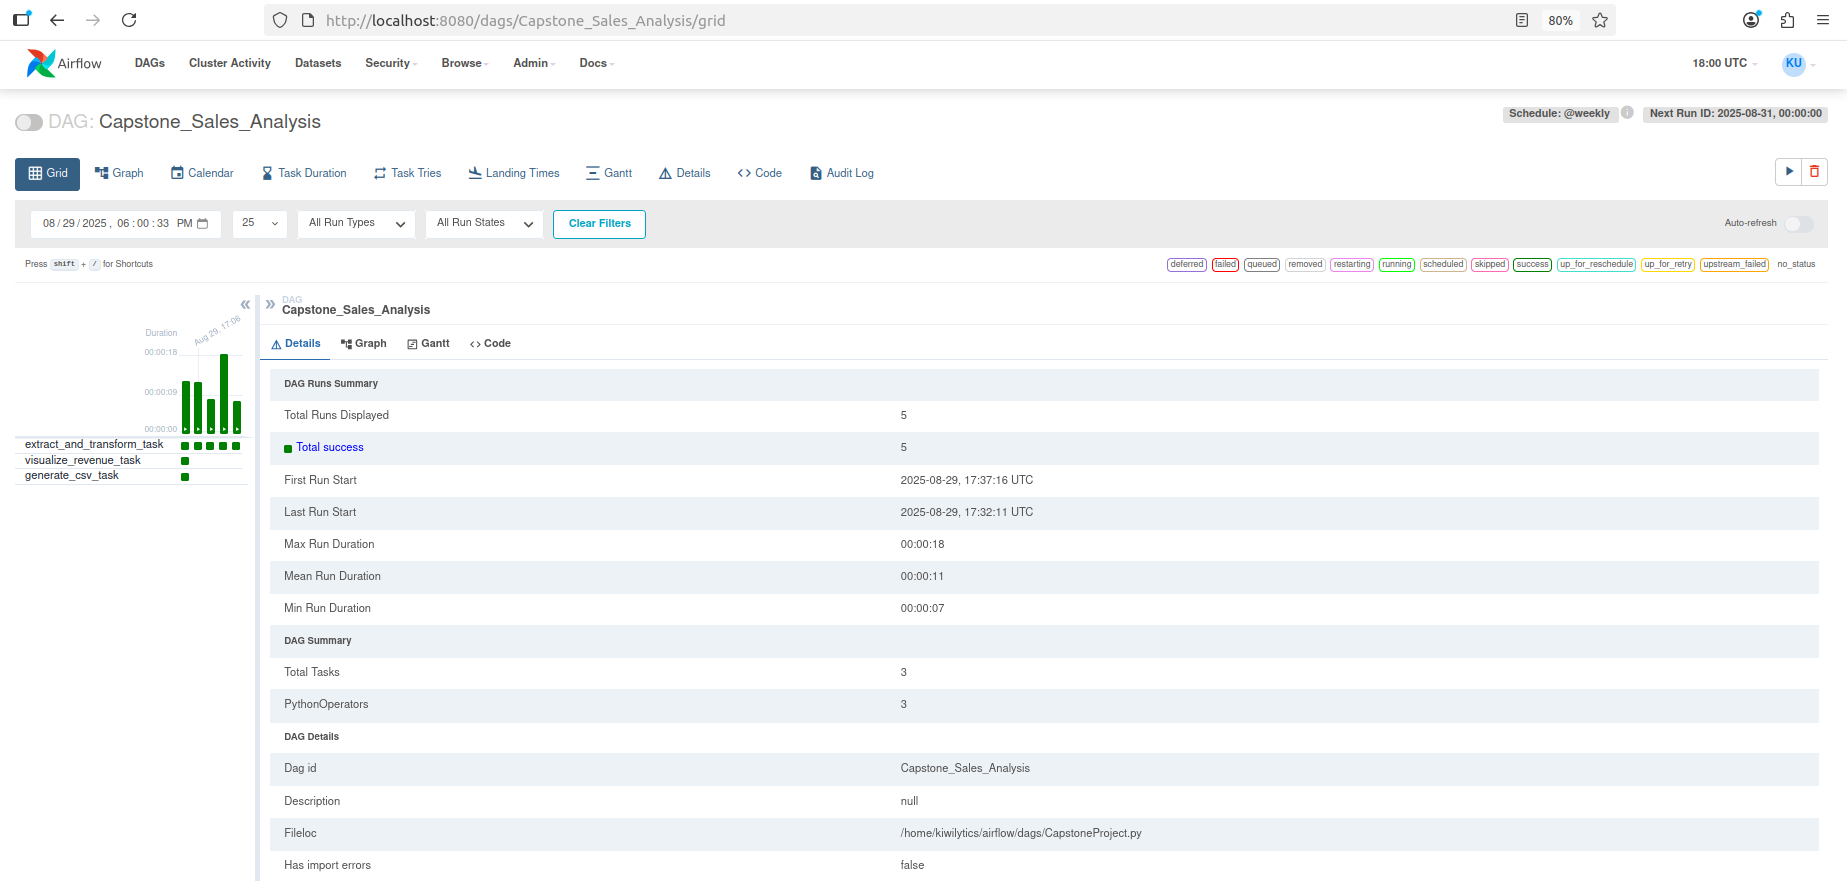 http://localhost:8080/dags/Capstone_Sales_Analysis/grid 80%
Airflow DAGs Cluster Activity Datasets Security Browse Admin Docs 18:00 UTC KU
DAG: Capstone_Sales_Analysis Schedule: @weekly i Next Run ID: 2025-08-31, 00:00:00
Grid Graph Calendar Task Duration Task Tries Landing Times Gantt Details Code Audit Log
08/29/2025, 06:00:33 PM 25 All Run Types All Run States Clear Filters Auto-refresh
Press shift + / for Shortcuts deferred failed queued removed restarting running scheduled skipped success up_for_reschedule up_for_retry upstream_failed no_status
Duration
Aug 29, 17:06
00:00:18
00:00:09
00:00:00
extract_and_transform_task
visualize_revenue_task
generate_csv_task
DAG
Capstone_Sales_Analysis
Details Graph Gantt Code
DAG Runs Summary
Total Runs Displayed 5
Total success 5
First Run Start 2025-08-29, 17:37:16 UTC
Last Run Start 2025-08-29, 17:32:11 UTC
Max Run Duration 00:00:18
Mean Run Duration 00:00:11
Min Run Duration 00:00:07
DAG Summary
Total Tasks 3
PythonOperators 3
DAG Details
Dag id Capstone_Sales_Analysis
Description null
Fileloc /home/kiwilytics/airflow/dags/CapstoneProject.py
Has import errors false